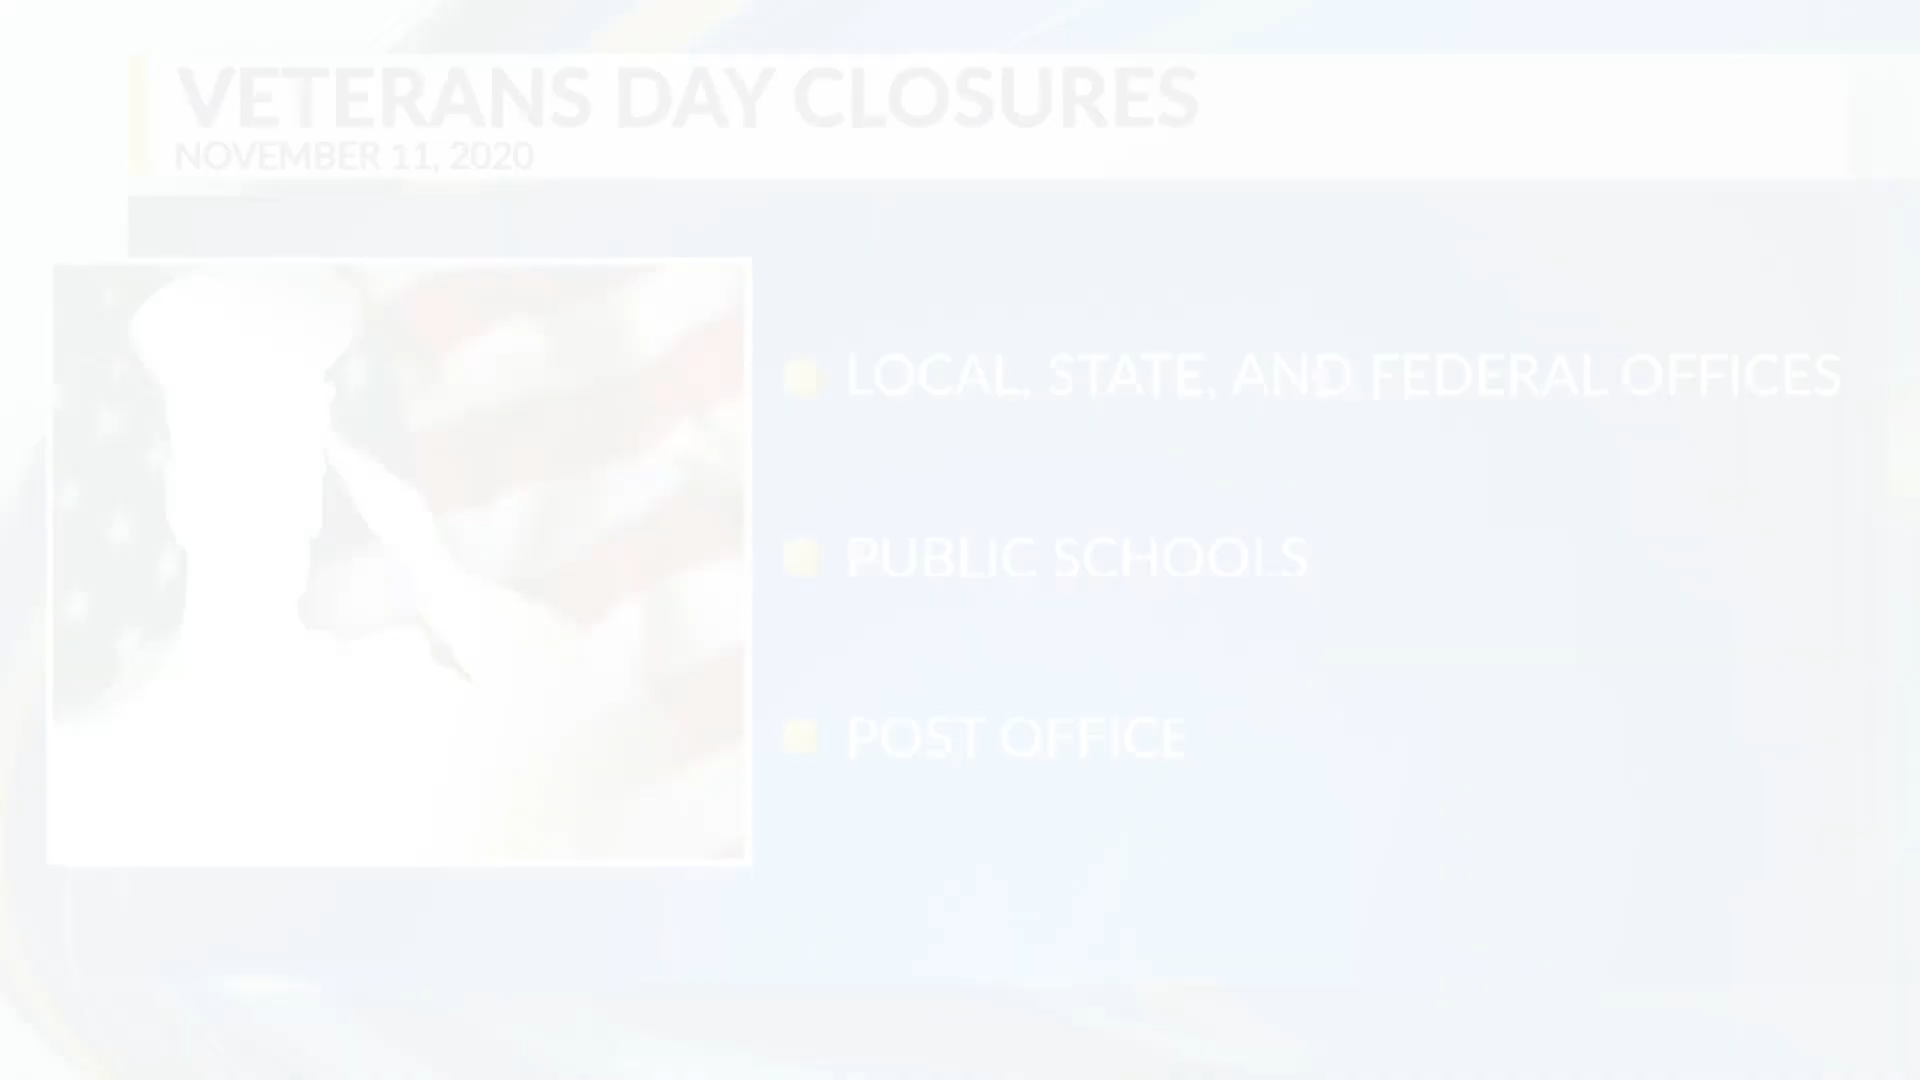 VETERANS DAY CLOSURES
NOVEMBER 11, 2020
LOCAL, STATE, AND FEDERAL OFFICES
PUBLIC SCHOOLS
POST OFFICE